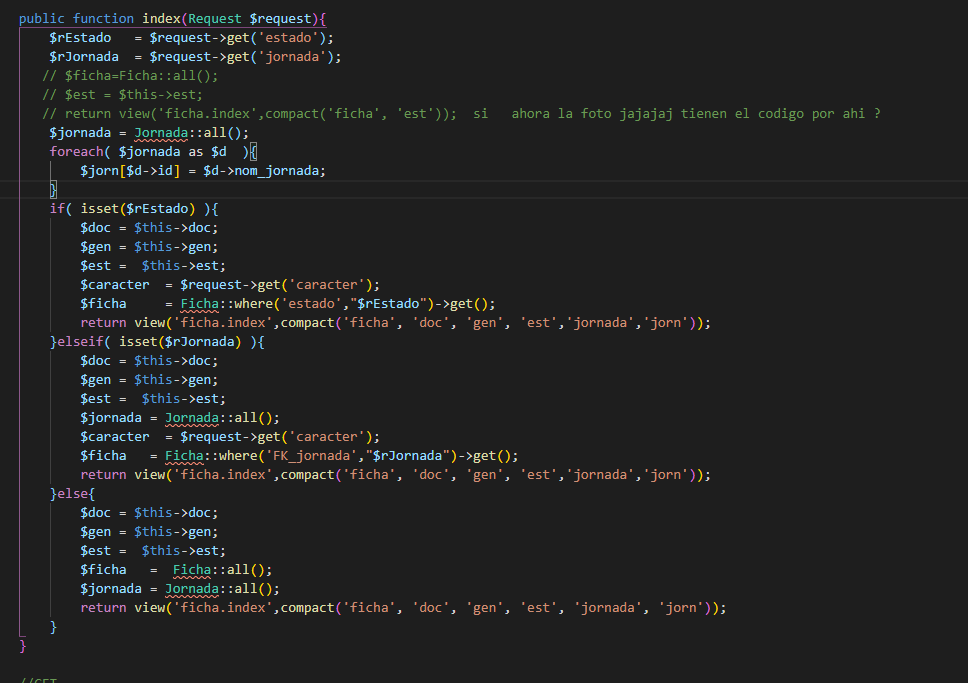 public function index(Request $request){
$rEstado   = $request->get('estado');
$rJornada  = $request->get('jornada');
// $ficha=Ficha::all();
// $est = $this->est;
// return view('ficha.index',compact('ficha', 'est'));  si   ahora la foto jajajaj tienen el codigo por ahi ?
$jornada = Jornada::all();
foreach( $jornada as $d  ){
$jorn[$d->id] = $d->nom_jornada;
}
if( isset($rEstado) ){
$doc = $this->doc;
$gen = $this->gen;
$est =  $this->est;
$caracter  = $request->get('caracter');
$ficha     = Ficha::where('estado',"$rEstado")->get();
return view('ficha.index',compact('ficha', 'doc', 'gen', 'est','jornada','jorn'));
}elseif( isset($rJornada) ){
$doc = $this->doc;
$gen = $this->gen;
$est =  $this->est;
$jornada = Jornada::all();
$caracter  = $request->get('caracter');
$ficha   = Ficha::where('FK_jornada',"$rJornada")->get();
return view('ficha.index',compact('ficha', 'doc', 'gen', 'est','jornada','jorn'));
}else{
$doc = $this->doc;
$gen = $this->gen;
$est =  $this->est;
$ficha   =  Ficha::all();
$jornada = Jornada::all();
return view('ficha.index',compact('ficha', 'doc', 'gen', 'est', 'jornada', 'jorn'));
}
}
//GET